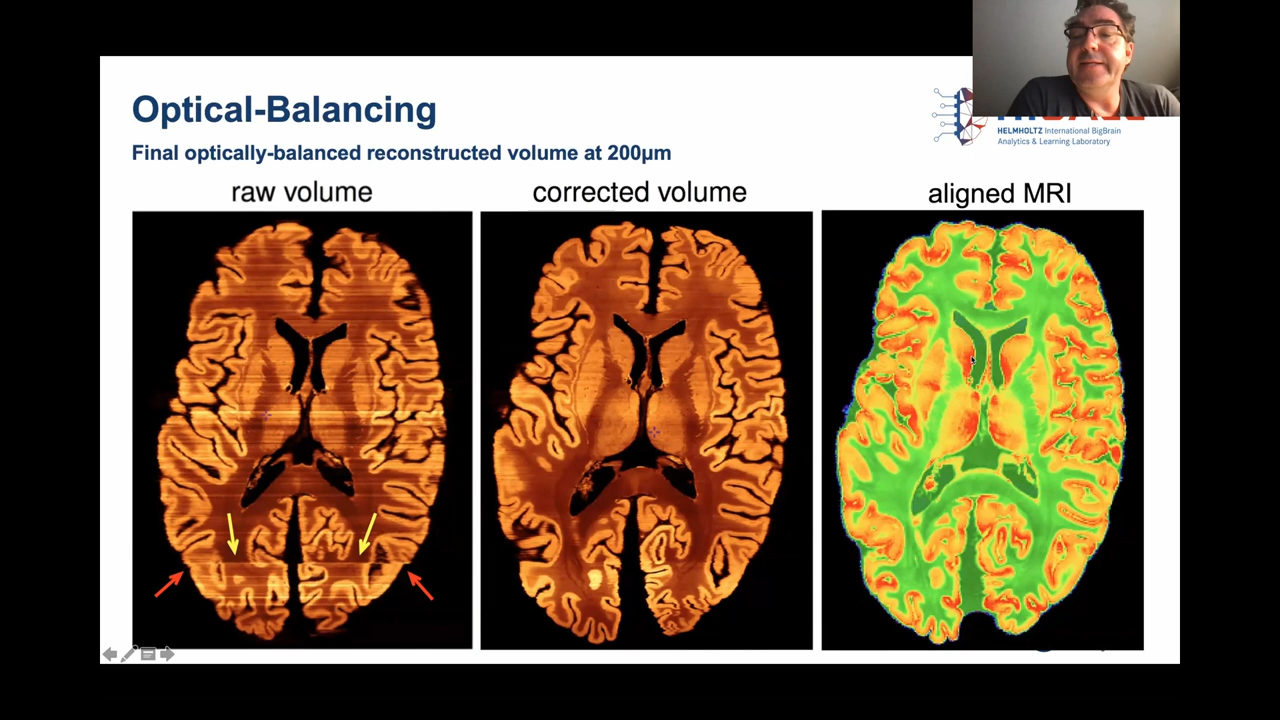 Optical-Balancing
Final optically-balanced reconstructed volume at 200µm
HELMHOLTZ International BigBrain
Analytics & Learning Laboratory
raw volume
corrected volume
aligned MRI